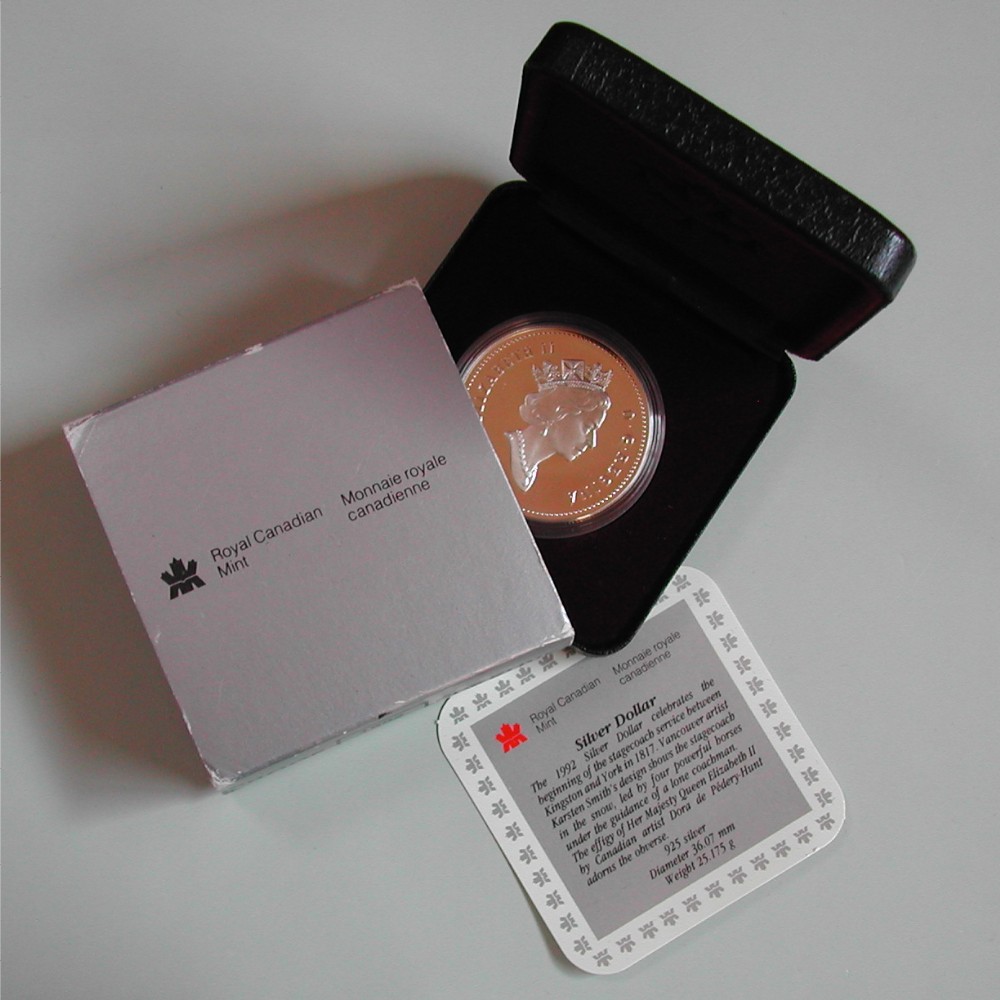 Royal Canadian
Mint
Monnaie royale
canadienne
II
Royal Canadian
Mint
Monnaie royale
canadienne
Silver Dollar
The 1992 Silver Dollar celebrates the
beginning of the stagecoach service between
Kingston and York in 1817. Vancouver artist
Karsten Smith's design shows the stagecoach
in the snow, led by four powerful horses
under the guidance of a lone coachman.
The effigy of Her Majesty Queen Elizabeth II
by Canadian artist Dora de Pédery-Hunt
adorns the obverse.
925 silver
Diameter 36.07 mm
Weight 25.175 g